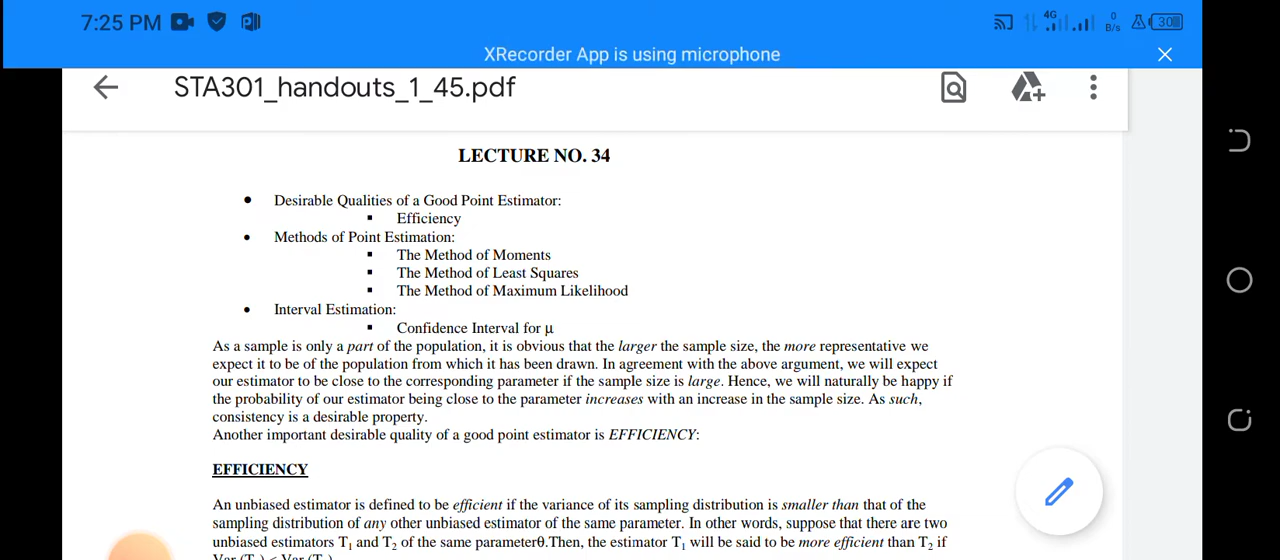 7:25 PM
4G
0
B/s
30
XRecorder App is using microphone
STA301_handouts_1_45.pdf
LECTURE NO. 34
• Desirable Qualities of a Good Point Estimator:
▪ Efficiency
• Methods of Point Estimation:
▪ The Method of Moments
▪ The Method of Least Squares
▪ The Method of Maximum Likelihood
• Interval Estimation:
▪ Confidence Interval for μ
As a sample is only a part of the population, it is obvious that the larger the sample size, the more representative we
expect it to be of the population from which it has been drawn. In agreement with the above argument, we will expect
our estimator to be close to the corresponding parameter if the sample size is large. Hence, we will naturally be happy if
the probability of our estimator being close to the parameter increases with an increase in the sample size. As such,
consistency is a desirable property.
Another important desirable quality of a good point estimator is EFFICIENCY:
EFFICIENCY
An unbiased estimator is defined to be efficient if the variance of its sampling distribution is smaller than that of the
sampling distribution of any other unbiased estimator of the same parameter. In other words, suppose that there are two
unbiased estimators T₁ and T₂ of the same parameterθ.Then, the estimator T₁ will be said to be more efficient than T₂ if